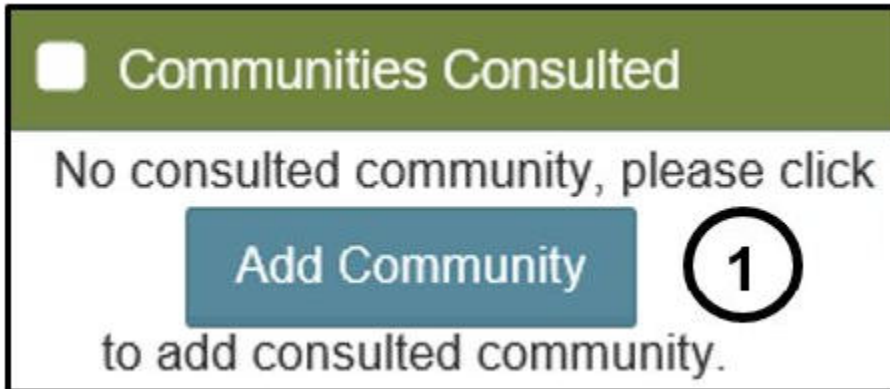 Communities Consulted
No consulted community, please click
Add Community
1
to add consulted community.